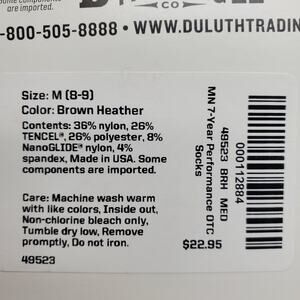 are imported.
CO
-800-505-8888 • WWW.DULUTHTRADIN
Size: M (8-9)
Color: Brown Heather
Contents: 36% nylon, 26%
TENCEL®, 26% polyester, 8%
NanoGLIDE® nylon, 4%
spandex, Made in USA. Some
components are imported.
Care: Machine wash warm
with like colors, Inside out,
Non-chlorine bleach only,
Tumble dry low, Remove
promptly, Do not iron.
49523
MN 7-Year Performance OTC
Socks
49523 BRH MED
000112884
$22.95